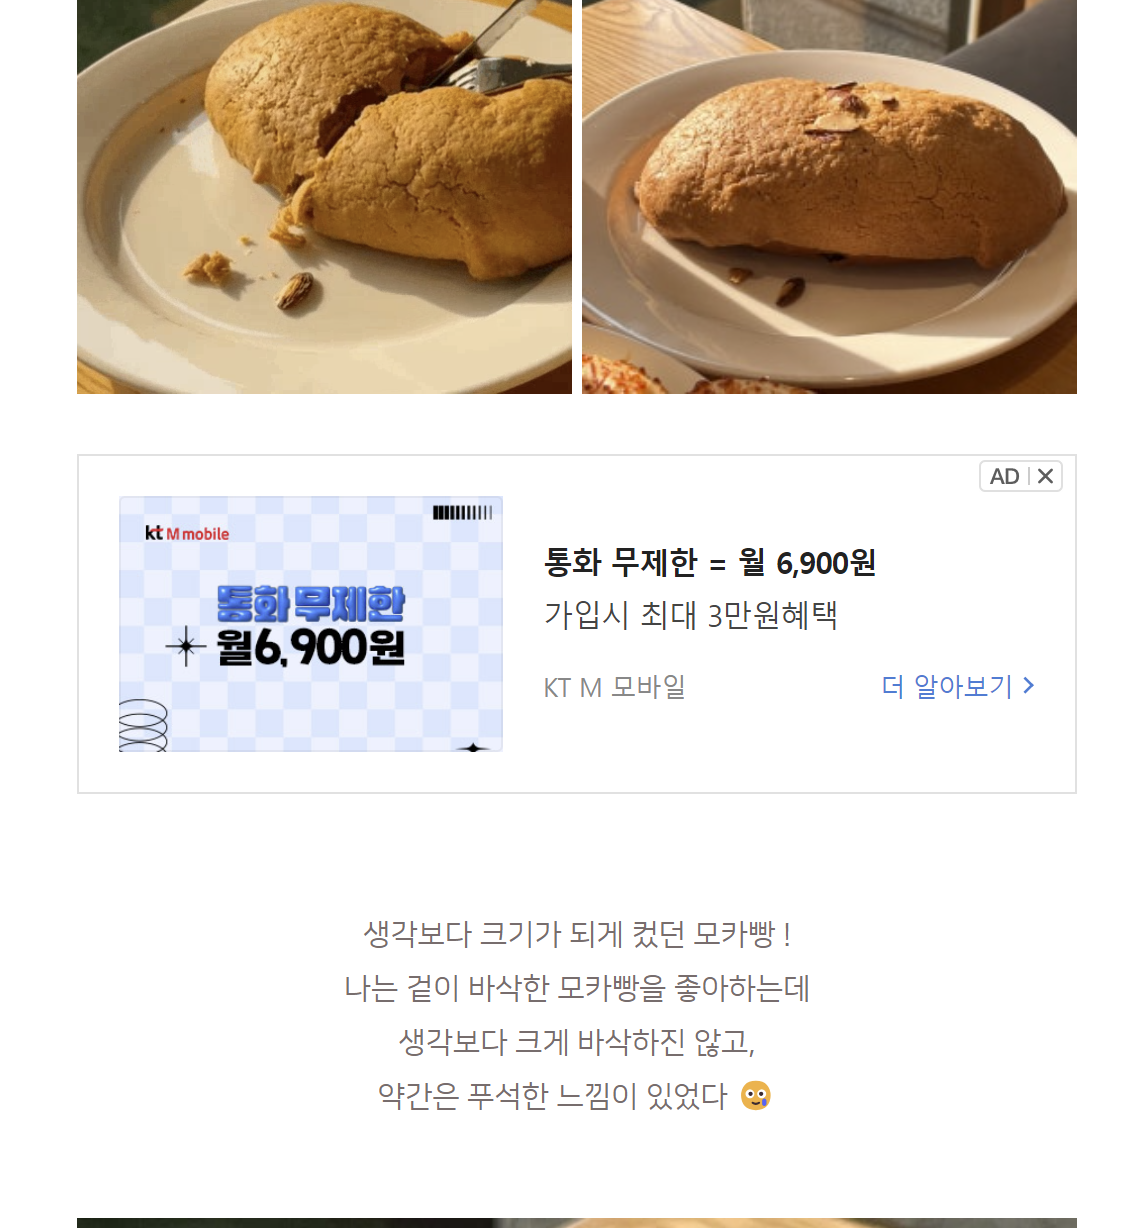 AD
kt M mobile
통화 무제한
월6,900원
통화 무제한 = 월 6,900원
가입시 최대 3만원혜택
KT M 모바일
더 알아보기
생각보다 크기가 되게 컸던 모카빵 !
나는 겉이 바삭한 모카빵을 좋아하는데
생각보다 크게 바삭하진 않고,
약간은 푸석한 느낌이 있었다